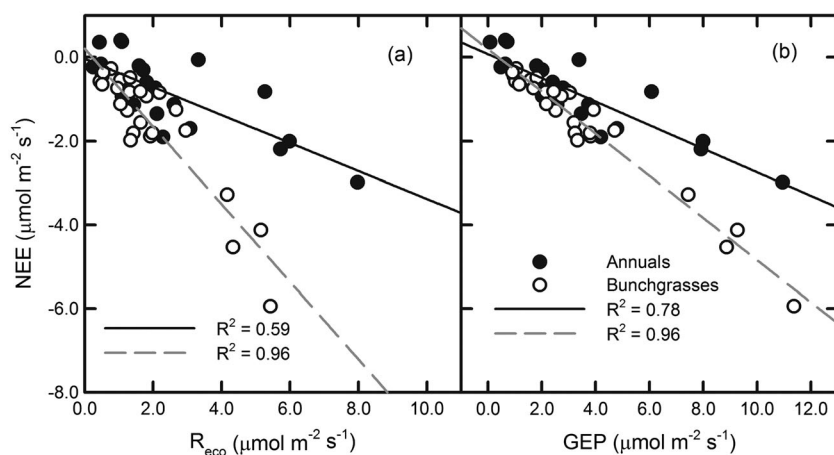 (a)
(b)
0.0
-2.0
-4.0
-6.0
-8.0
NEE (μmol m⁻² s⁻¹)
R² = 0.59
R² = 0.96
Annuals
Bunchgrasses
R² = 0.78
R² = 0.96
0.0 2.0 4.0 6.0 8.0 10.0
0.0 2.0 4.0 6.0 8.0 10.0 12.0
R_eco (μmol m⁻² s⁻¹)
GEP (μmol m⁻² s⁻¹)